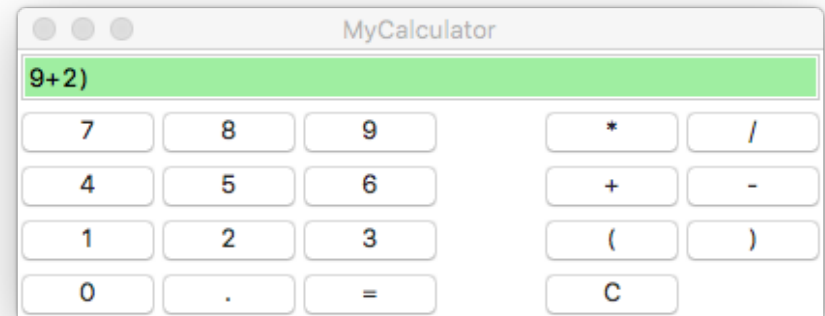 MyCalculator
9+2)
7 8 9 * /
4 5 6 + -
1 2 3 ( )
0 . = C